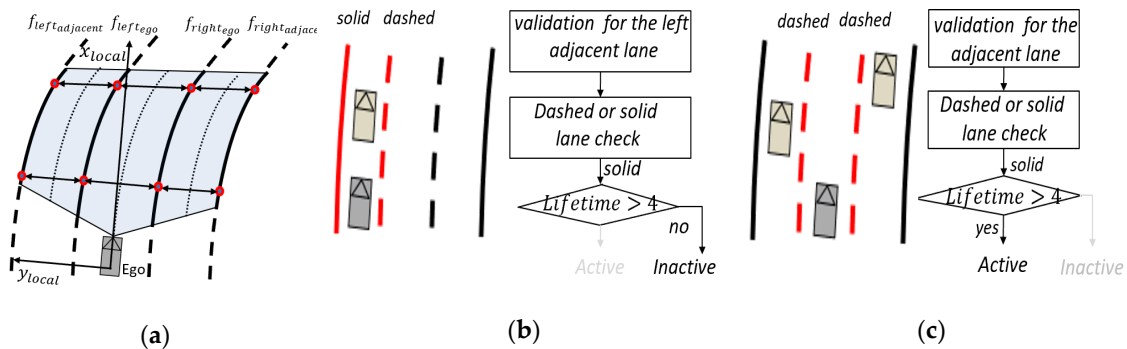 f_left_adjacent f_left_ego f_right_ego f_right_adjace
x_local
y_local
Ego
(a)
solid dashed
validation for the left
adjacent lane
Dashed or solid
lane check
solid
Lifetime > 4
no
Active Inactive
(b)
dashed dashed
validation for the
adjacent lane
Dashed or solid
lane check
solid
Lifetime > 4
yes
Active Inactive
(c)